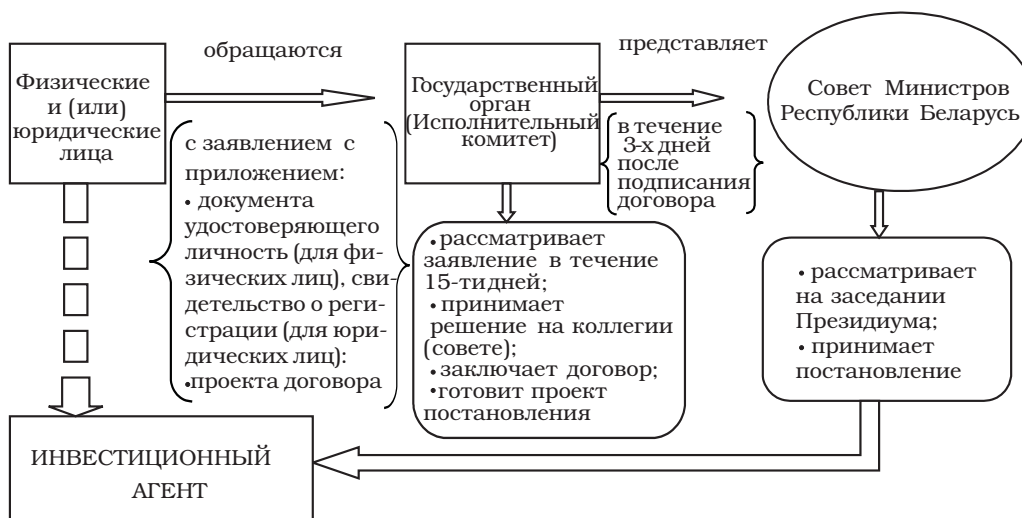 обращаются
представляет
Физические
и (или)
юридические
лица
Государственный
орган
(Исполнительный
комитет)
Совет Министров
Республики Беларусь
с заявлением с
приложением:
• документа
удостоверяющего
личность (для фи-
зических лиц), сви-
детельство о реги-
страции (для юри-
дических лиц):
•проекта договора
в течение
3-х дней
после
подписания
договора
•рассматривает
заявление в течение
15-тидней;
•принимает
решение на коллегии
(совете);
•заключает договор;
•готовит проект
постановления
• рассматривает
на заседании
Президиума;
• принимает
постановление
ИНВЕСТИЦИОННЫЙ
АГЕНТ